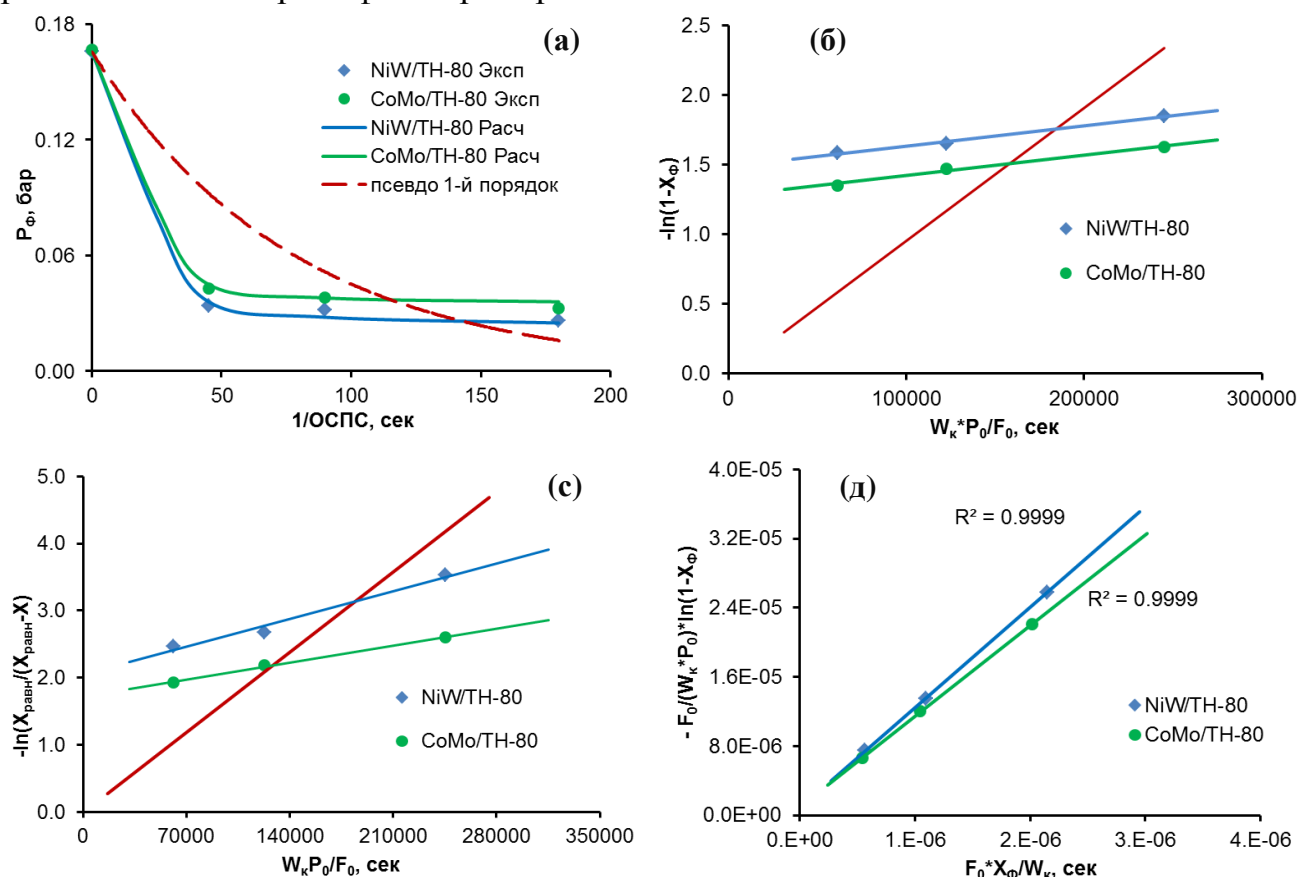 0.18
0.12
0.06
0.00
P_Ф, бар
(а)
NiW/TH-80 Эксп
CoMo/TH-80 Эксп
NiW/TH-80 Расч
CoMo/TH-80 Расч
псевдо 1-й порядок
0 50 100 150 200
1/ОСПС, сек
2.5
2.0
1.5
1.0
0.5
0.0
-ln(1-X_Ф)
(б)
NiW/TH-80
CoMo/TH-80
0 100000 200000 300000
W_к*P_0/F_0, сек
5.0
4.0
3.0
2.0
1.0
0.0
-ln(X_равн/(X_равн-X)
(с)
NiW/TH-80
CoMo/TH-80
0 70000 140000 210000 280000 350000
W_кP_0/F_0, сек
4.0E-05
3.2E-05
2.4E-05
1.6E-05
8.0E-06
0.0E+00
- F_0/(W_к*P_0)*ln(1-X_Ф)
(д)
R² = 0.9999
R² = 0.9999
NiW/TH-80
CoMo/TH-80
0.E+00 1.E-06 2.E-06 3.E-06 4.E-06
F_0*X_Ф/W_к, сек